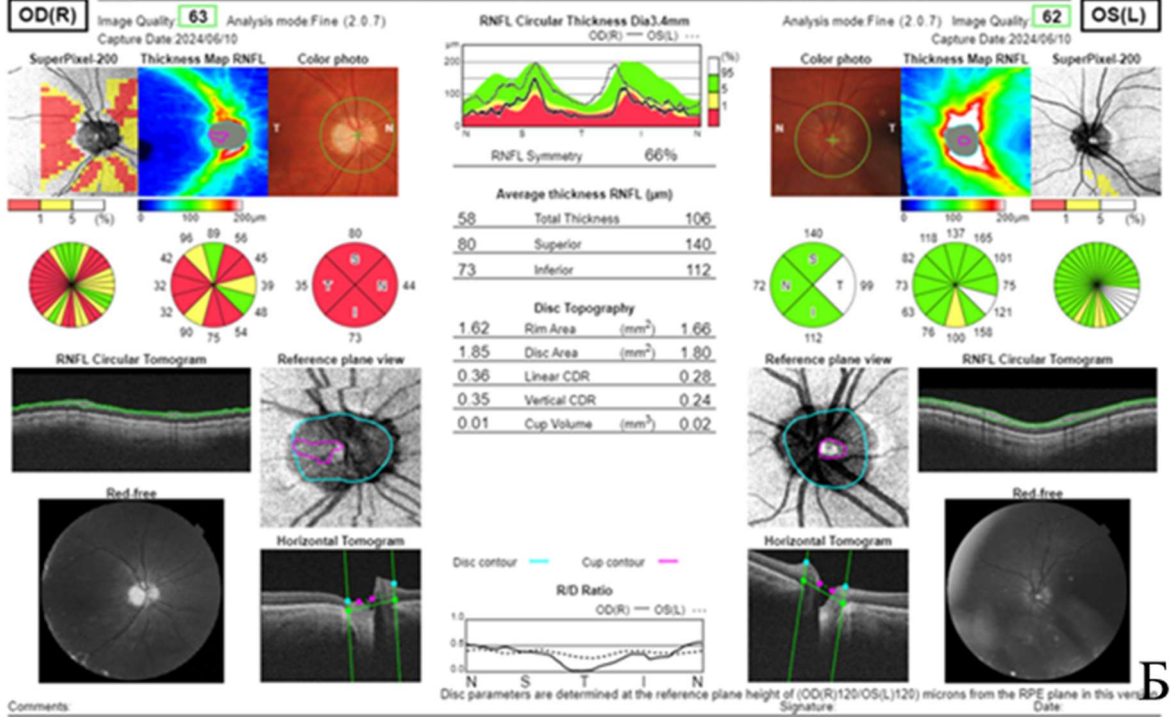 OD(R) Image Quality: 63 Analysis mode: Fine (2.0.7)
Capture Date: 2024/06/10
SuperPixel-200 Thickness Map RNFL Color photo
T N
0 100 200µm
1 5 (%)
89
96 56
42 45
32 39
32 48
90 54
75
80
S
35 T N 44
I
73
RNFL Circular Tomogram
Reference plane view
Red-free
Horizontal Tomogram
RNFL Circular Thickness Dia3.4mm
OD(R) OS(L)
µm
200
100
0
N S T I N
(%)
95
5
1
RNFL Symmetry 66%
Average thickness RNFL (µm)
58 Total Thickness 106
80 Superior 140
73 Inferior 112
Disc Topography
1.62 Rim Area (mm²) 1.66
1.85 Disc Area (mm²) 1.80
0.36 Linear CDR 0.28
0.35 Vertical CDR 0.24
0.01 Cup Volume (mm³) 0.02
Disc contour Cup contour
R/D Ratio
OD(R) OS(L)
1.0
0.5
0.0
N S T I N
Analysis mode: Fine (2.0.7) Image Quality: 62 OS(L)
Capture Date: 2024/06/10
Color photo Thickness Map RNFL SuperPixel-200
N T
0 100 200µm
1 5 (%)
140
S
72 N T 99
I
112
137
118 165
82 101
73 75
63 121
76 158
100
Reference plane view
RNFL Circular Tomogram
Horizontal Tomogram
Red-free
Б
Disc parameters are determined at the reference plane height of (OD(R)120/OS(L)120) microns from the RPE plane in this version.
Comments: Signature: Date: